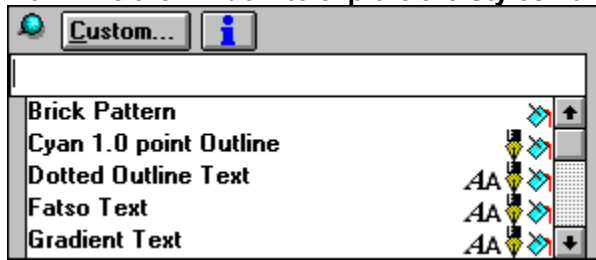 Custom...
Brick Pattern
Cyan 1.0 point Outline
Dotted Outline Text
Fatso Text
Gradient Text